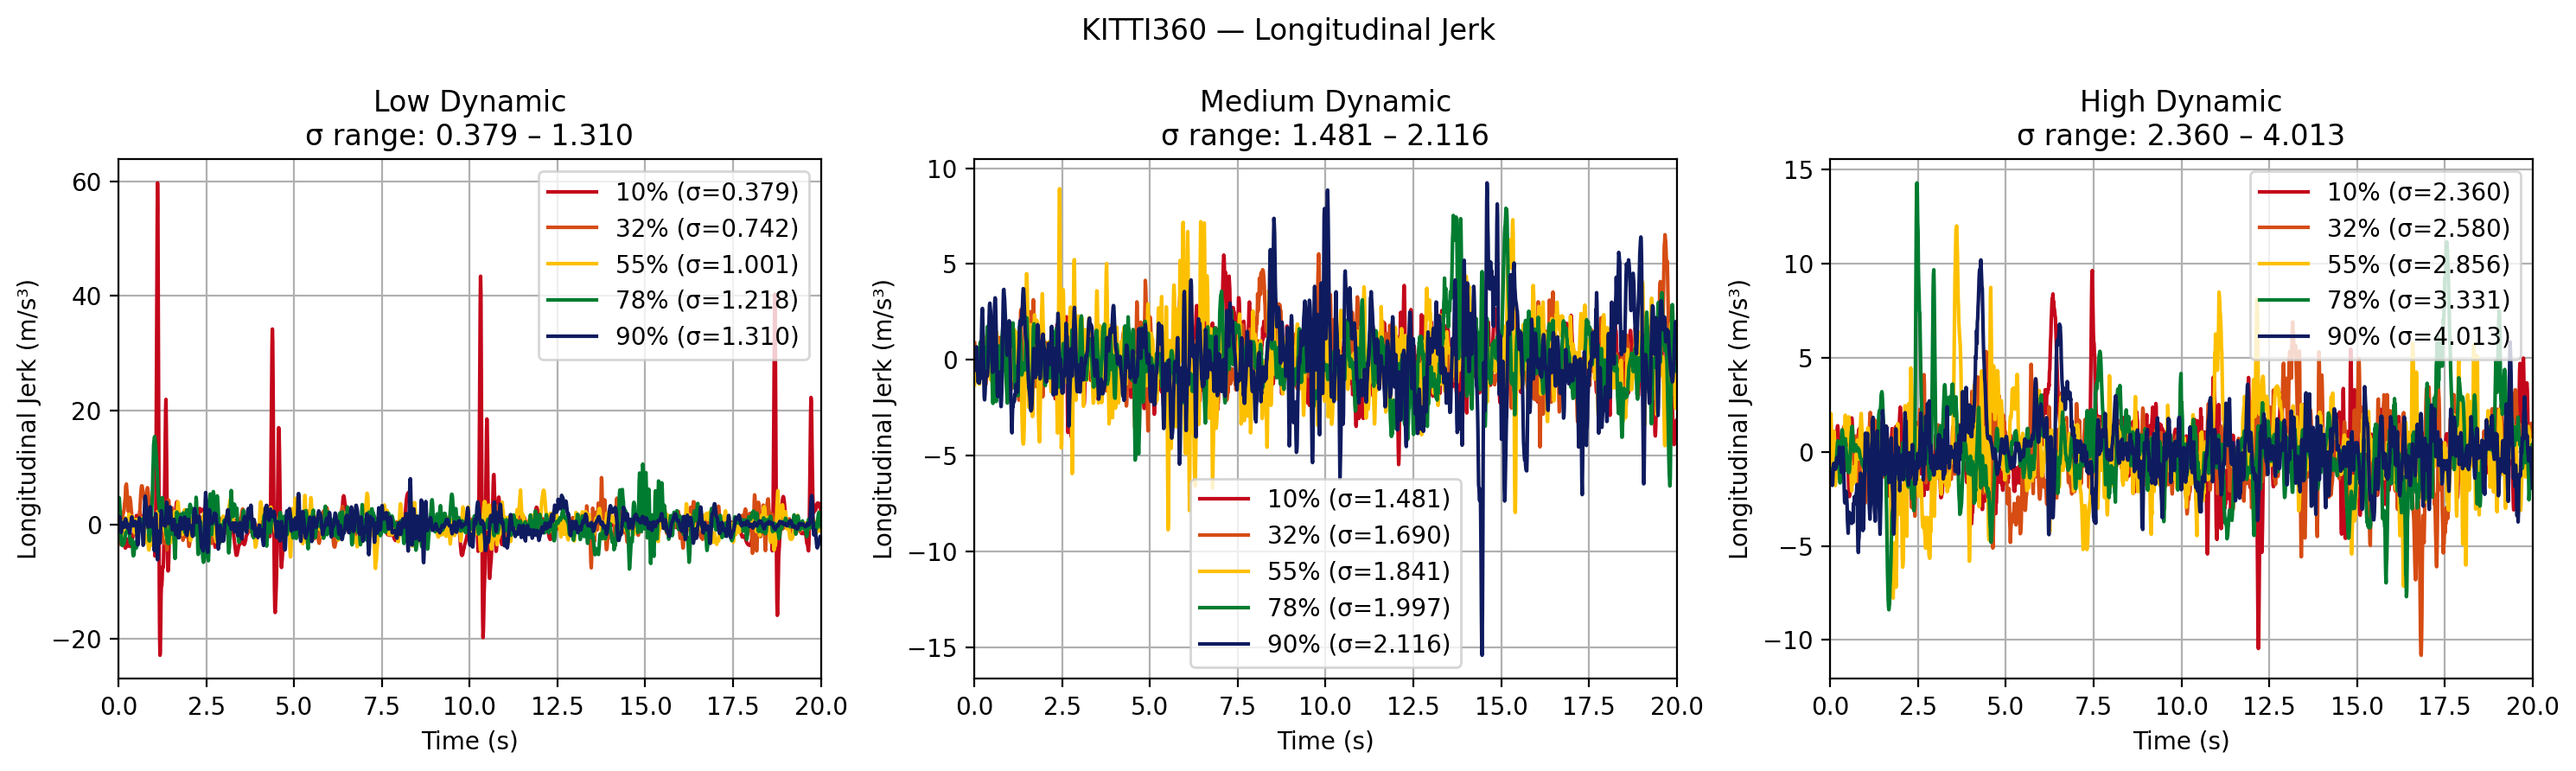 KITTI360 — Longitudinal Jerk
Low Dynamic
σ range: 0.379 – 1.310
Longitudinal Jerk (m/s³)
60
40
20
0
−20
10% (σ=0.379)
32% (σ=0.742)
55% (σ=1.001)
78% (σ=1.218)
90% (σ=1.310)
0.0 2.5 5.0 7.5 10.0 12.5 15.0 17.5 20.0
Time (s)
Medium Dynamic
σ range: 1.481 – 2.116
Longitudinal Jerk (m/s³)
10
5
0
−5
−10
−15
10% (σ=1.481)
32% (σ=1.690)
55% (σ=1.841)
78% (σ=1.997)
90% (σ=2.116)
0.0 2.5 5.0 7.5 10.0 12.5 15.0 17.5 20.0
Time (s)
High Dynamic
σ range: 2.360 – 4.013
Longitudinal Jerk (m/s³)
15
10
5
0
−5
−10
10% (σ=2.360)
32% (σ=2.580)
55% (σ=2.856)
78% (σ=3.331)
90% (σ=4.013)
0.0 2.5 5.0 7.5 10.0 12.5 15.0 17.5 20.0
Time (s)